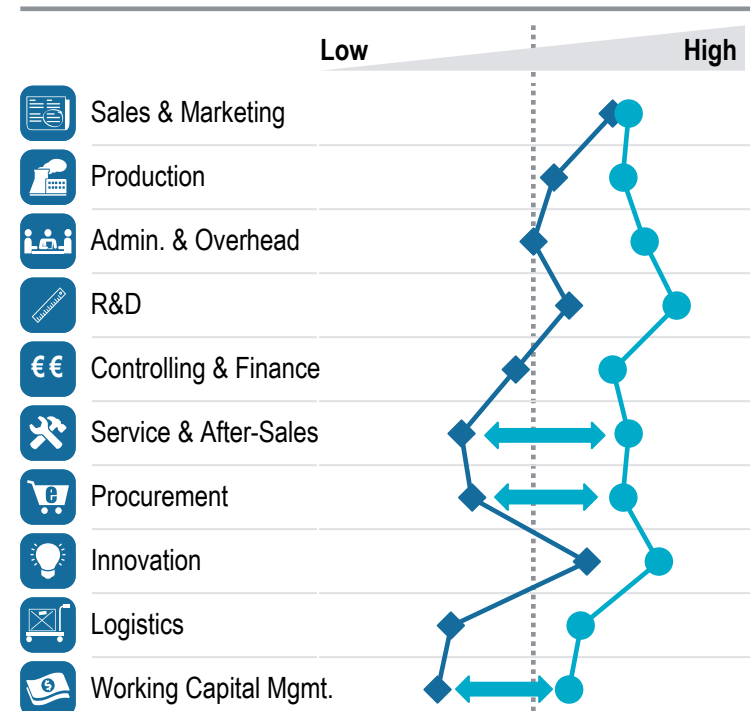 Low High
Sales & Marketing
Production
Admin. & Overhead
R&D
€€ Controlling & Finance
Service & After-Sales
e Procurement
Innovation
Logistics
Working Capital Mgmt.